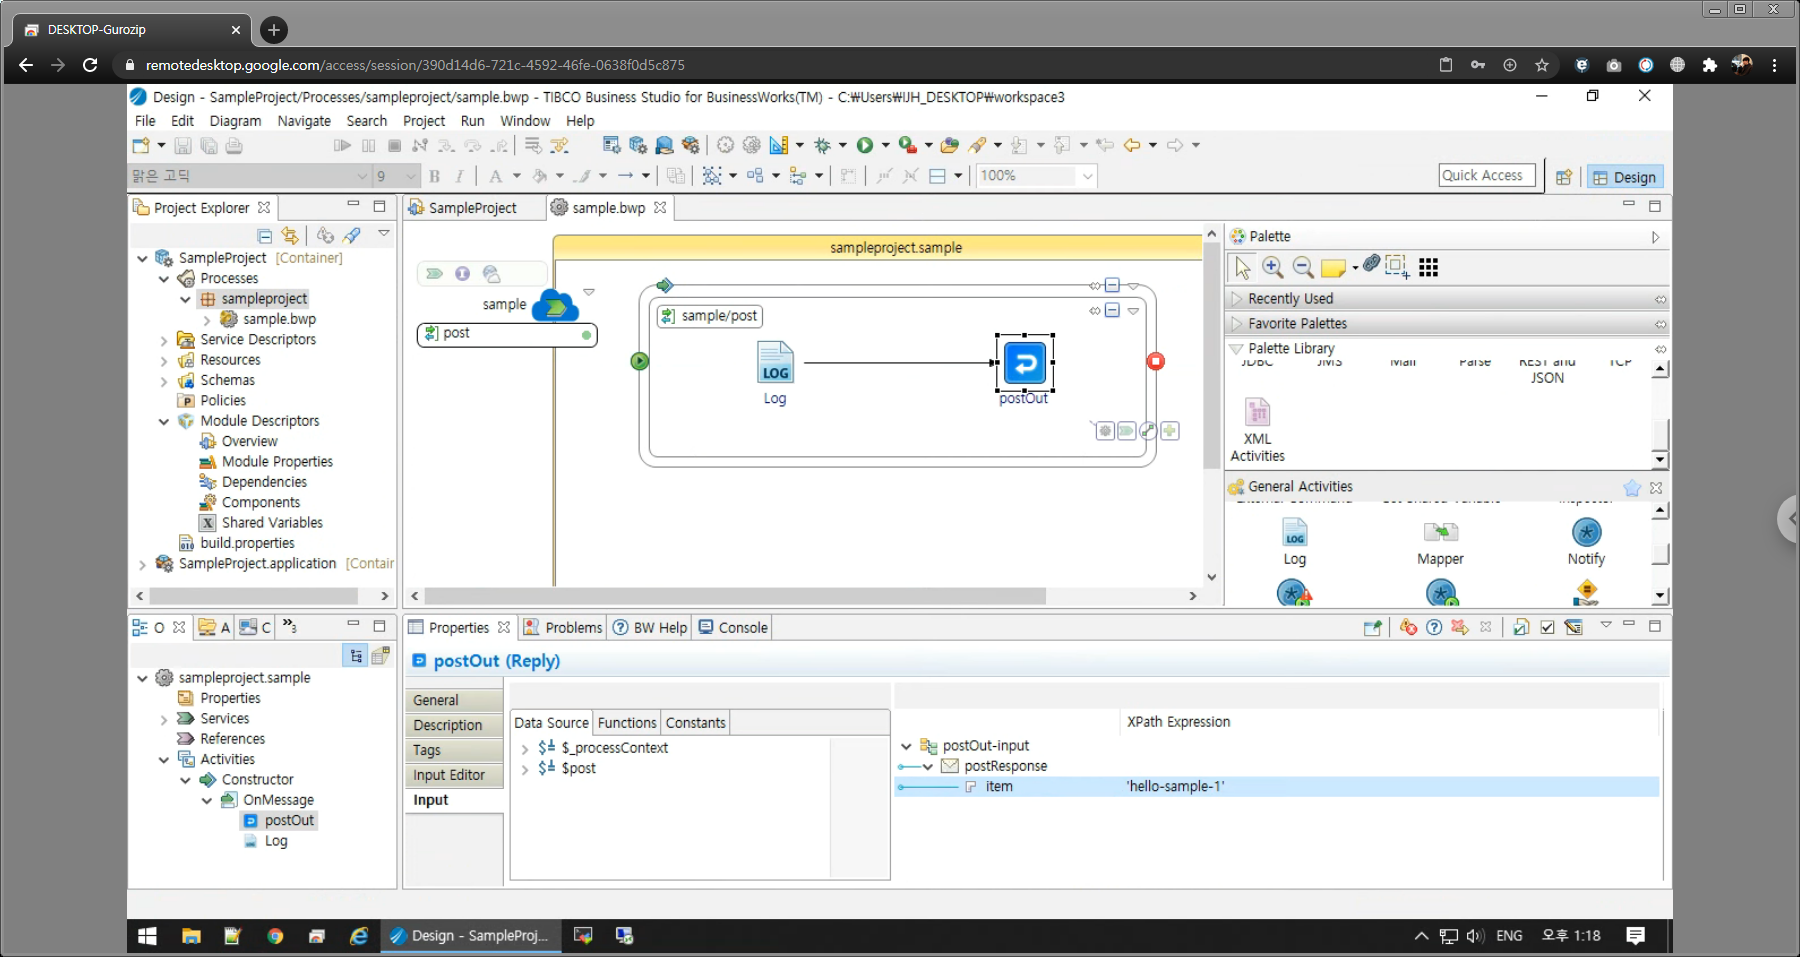 DESKTOP-Gurozip
remotedesktop.google.com/access/session/390d14d6-721c-4592-46fe-0638f0d5c875
Design - SampleProject/Processes/sampleproject/sample.bwp - TIBCO Business Studio for BusinessWorks(TM) - C:₩Users₩IJH_DESKTOP₩workspace3
File Edit Diagram Navigate Search Project Run Window Help
맑은 고딕 9 B I A 100% Quick Access Design
Project Explorer
SampleProject [Container]
Processes
sampleproject
sample.bwp
Service Descriptors
Resources
Schemas
Policies
Module Descriptors
Overview
Module Properties
Dependencies
Components
Shared Variables
build.properties
SampleProject.application [Contair
SampleProject sample.bwp
sampleproject.sample
sample
post
sample/post
LOG
Log
postOut
Palette
Recently Used
Favorite Palettes
Palette Library
JDBC JMS Mail Parse REST and JSON TCP
XML Activities
General Activities
LOG
Log Mapper Notify
O A C »3
sampleproject.sample
Properties
Services
References
Activities
Constructor
OnMessage
postOut
Log
Properties Problems BW Help Console
postOut (Reply)
General
Description
Tags
Input Editor
Input
Data Source Functions Constants
$_processContext
$post
XPath Expression
postOut-input
postResponse
item 'hello-sample-1'
Design - SampleProj...
ENG 오후 1:18